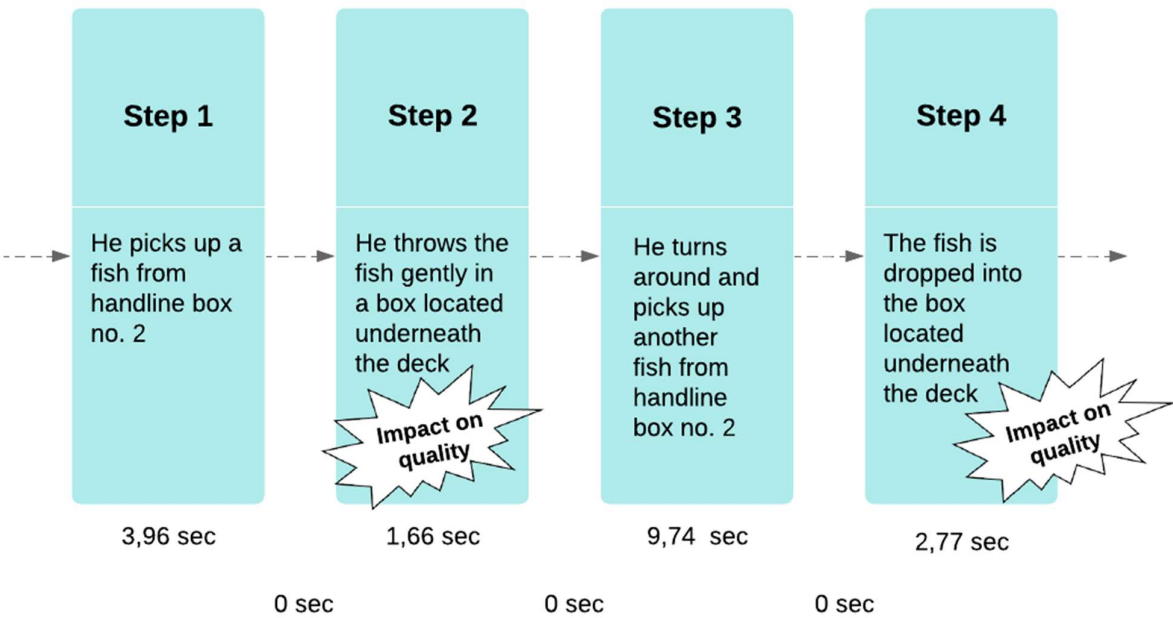 Step 1
He picks up a
fish from
handline box
no. 2
3,96 sec
Step 2
He throws the
fish gently in
a box located
underneath
the deck
Impact on
quality
1,66 sec
Step 3
He turns
around and
picks up
another
fish from
handline
box no. 2
9,74 sec
Step 4
The fish is
dropped into
the box
located
underneath
the deck
Impact on
quality
2,77 sec
0 sec
0 sec
0 sec